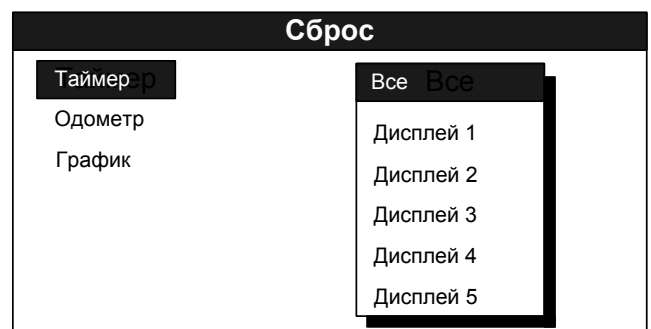 Сброс
Таймер
Одометр
График
Все
Дисплей 1
Дисплей 2
Дисплей 3
Дисплей 4
Дисплей 5